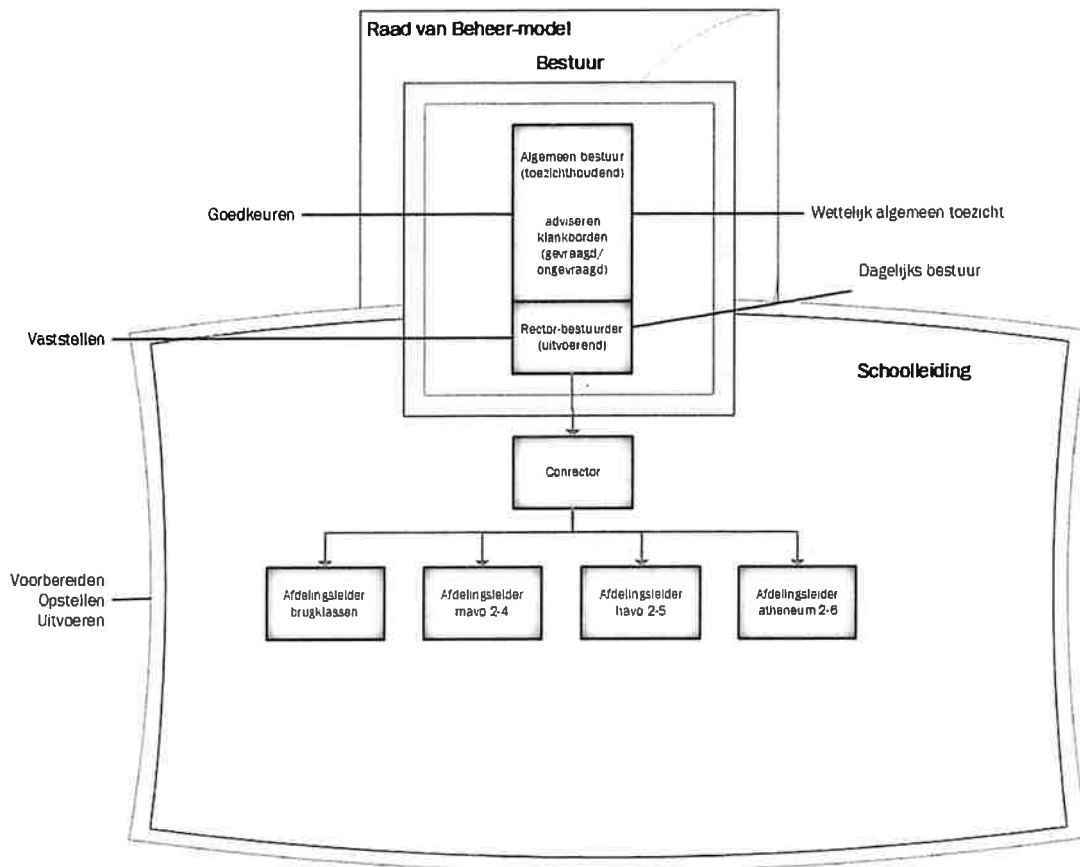 Raad van Beheer-model
Bestuur
Algemeen bestuur
(toezichthoudend)
adviseren
klankborden
(gevraagd/
ongevraagd)
Goedkeuren
Wettelijk algemeen toezicht
Dagelijks bestuur
Vaststellen
Rector-bestuurder
(uitvoerend)
Schoolleiding
Conrector
Voorbereiden
Opstellen
Uitvoeren
Afdelingsleider
brugklassen
Afdelingsleider
mavo 2-4
Afdelingsleider
havo 2-5
Afdelingsleider
atheneum 2-6